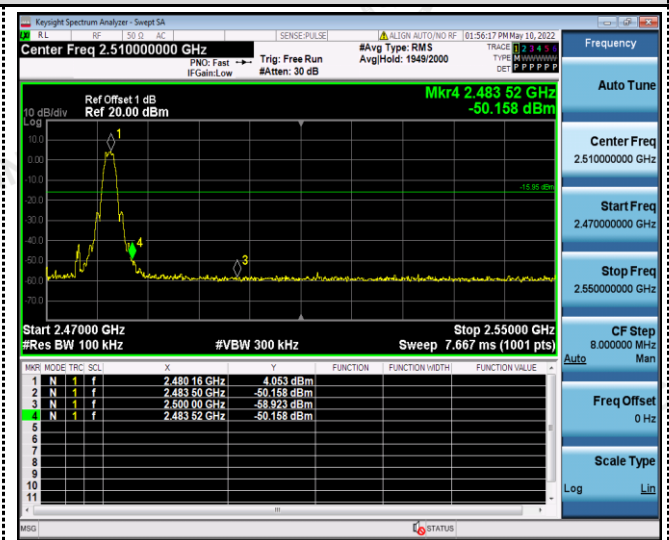 Keysight Spectrum Analyzer - Swept SA
RL RF 50 Ω AC SENSE:PULSE ALIGN AUTO/NO RF 01:56:17 PM May 10, 2022
Center Freq 2.510000000 GHz
PNO: Fast
IFGain:Low
Trig: Free Run
#Atten: 30 dB
#Avg Type: RMS
Avg|Hold: 1949/2000
TRACE 1 2 3 4 5 6
TYPE M WWWWW
DET P P P P P P
Frequency
Mkr4 2.483 52 GHz
-50.158 dBm
Ref Offset 1 dB
10 dB/div Ref 20.00 dBm
Log
10.0
0.00
-10.0
-20.0
-30.0
-40.0
-50.0
-60.0
-70.0
1
4
3
-15.95 dBm
Start 2.47000 GHz Stop 2.55000 GHz
#Res BW 100 kHz #VBW 300 kHz Sweep 7.667 ms (1001 pts)
MKR MODE TRC SCL X Y FUNCTION FUNCTION WIDTH FUNCTION VALUE
1 N 1 f 2.480 16 GHz 4.053 dBm
2 N 1 f 2.483 50 GHz -50.158 dBm
3 N 1 f 2.500 00 GHz -58.923 dBm
4 N 1 f 2.483 52 GHz -50.158 dBm
5
6
7
8
9
10
11
MSG STATUS
Auto Tune
Center Freq
2.510000000 GHz
Start Freq
2.470000000 GHz
Stop Freq
2.550000000 GHz
CF Step
8.000000 MHz
Auto Man
Freq Offset
0 Hz
Scale Type
Log Lin